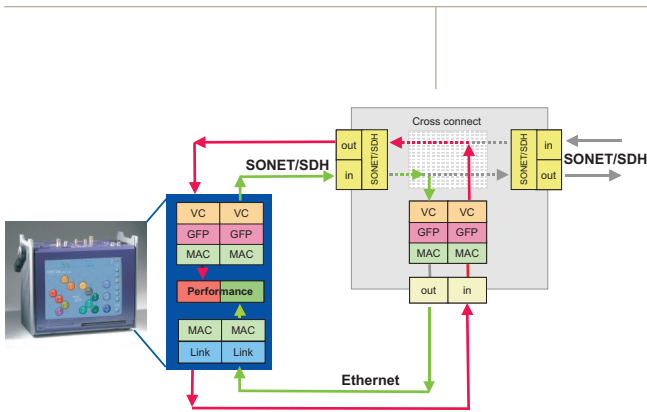 Cross connect
out
SONET/SDH
in
SONET/SDH
in
out
SONET/SDH
SONET/SDH
VC VC
GFP GFP
MAC MAC
Performance
MAC MAC
Link Link
VC VC
GFP GFP
MAC MAC
out in
Ethernet